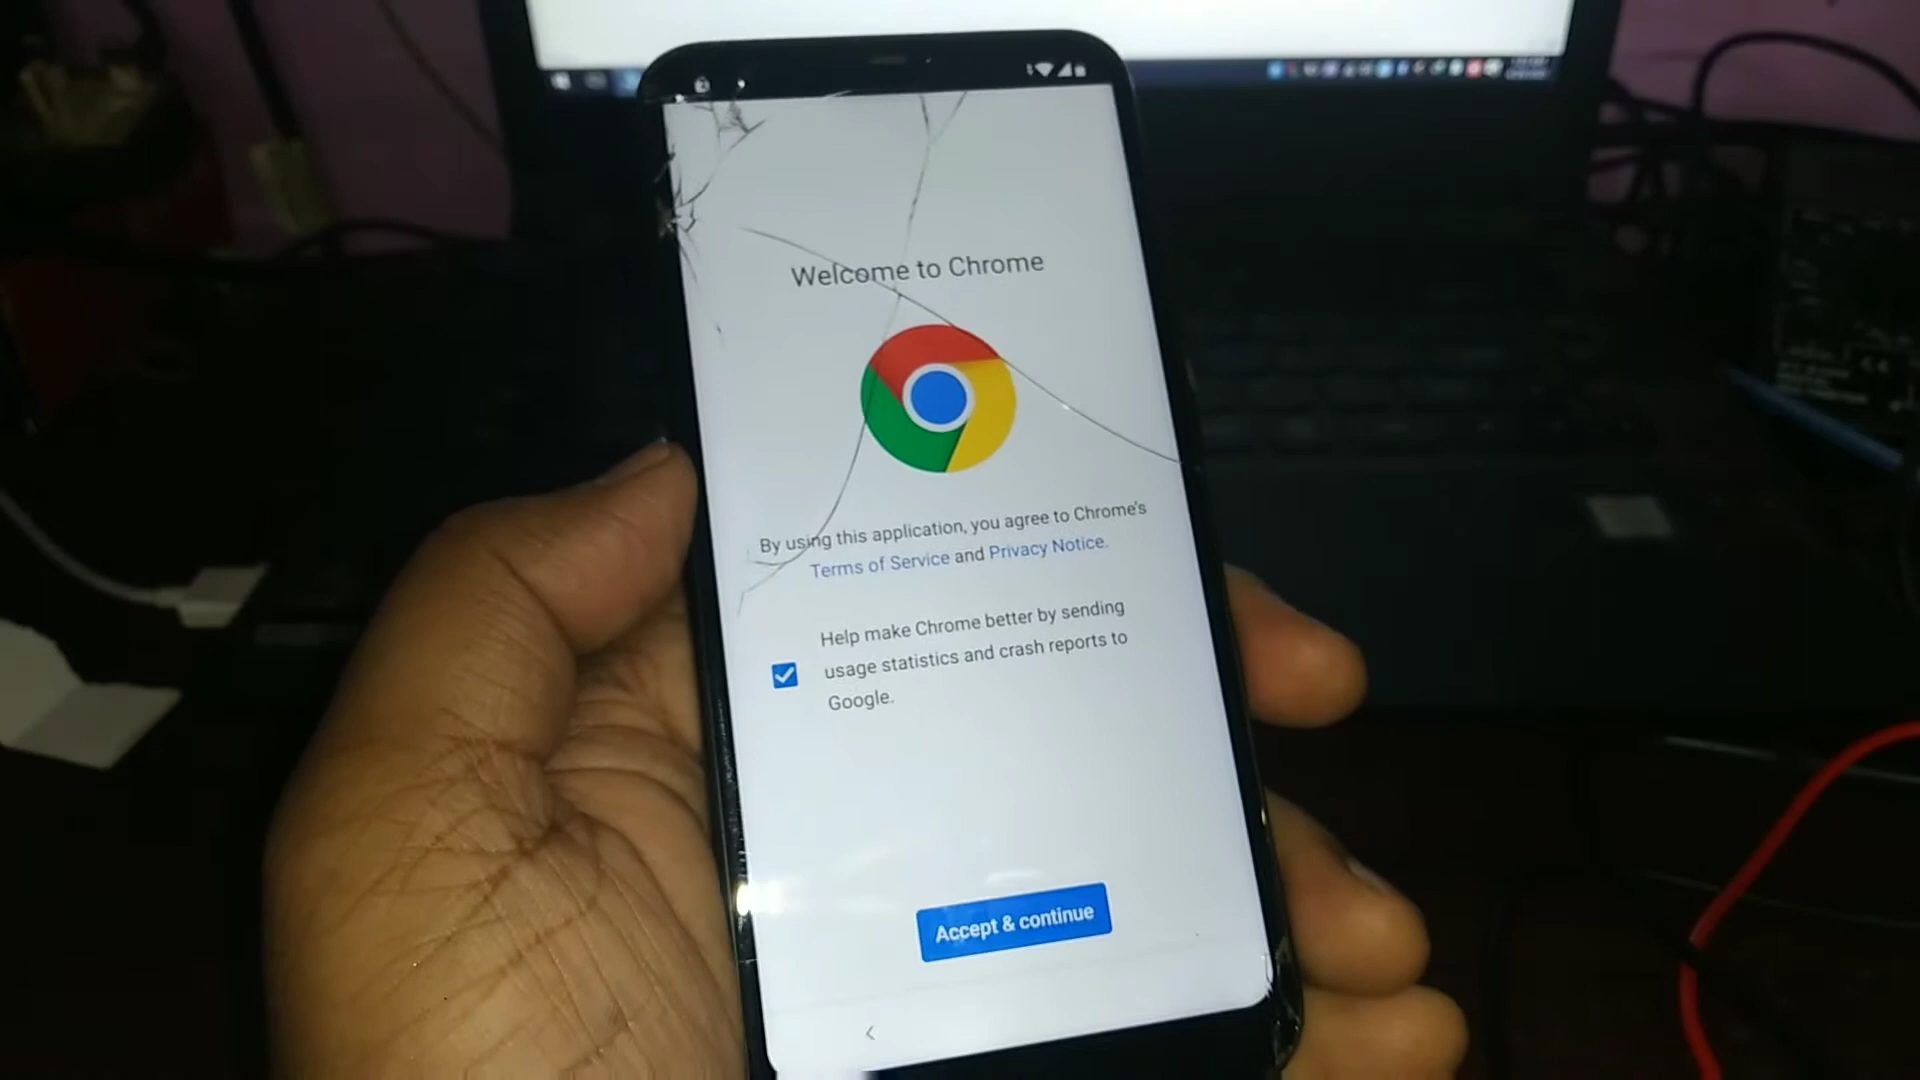 Welcome to Chrome
By using this application, you agree to Chrome's
Terms of Service and Privacy Notice.
Help make Chrome better by sending
usage statistics and crash reports to
Google.
Accept & continue